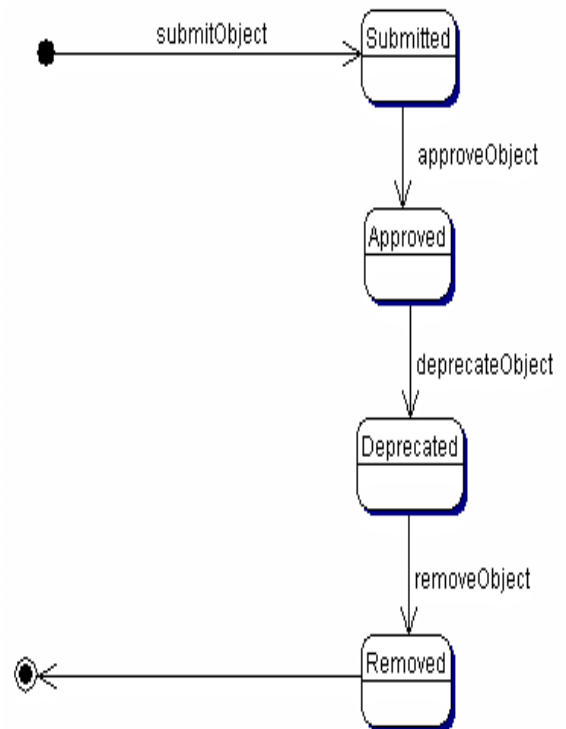 submitObject
Submitted
approveObject
Approved
deprecateObject
Deprecated
removeObject
Removed